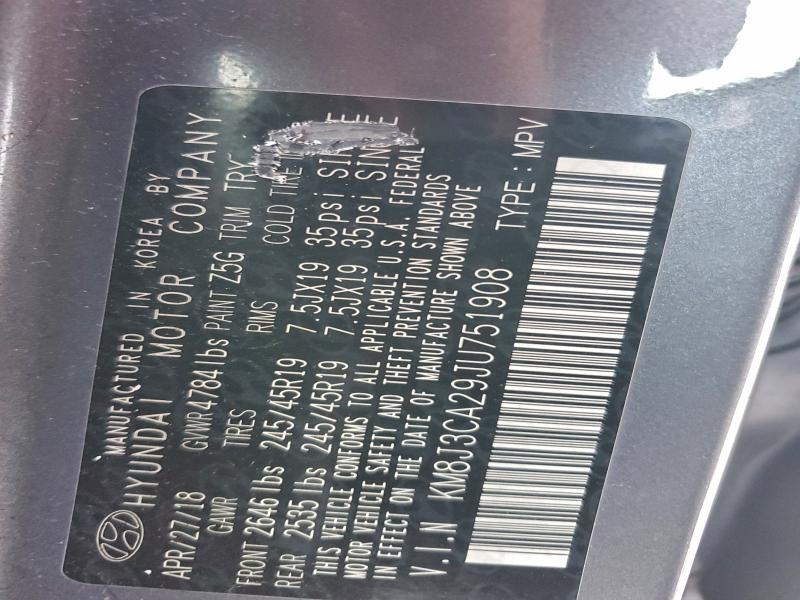 MANUFACTURED IN KOREA BY
HYUNDAI MOTOR COMPANY
APR/27/18 GVWR 4784 lbs PAINT Z5G TRIM TRY
GAWR TIRES RIMS COLD TIRE
FRONT 2646 lbs 245/45R19 7.5JX19 35psi
REAR 2535 lbs 245/45R19 7.5JX19 35psi
THIS VEHICLE CONFORMS TO ALL APPLICABLE U.S.A. FEDERAL
MOTOR VEHICLE SAFETY AND THEFT PREVENTION STANDARDS
IN EFFECT ON THE DATE OF MANUFACTURE SHOWN ABOVE
V.I.N KM8J3CA29JU751908 TYPE : MPV